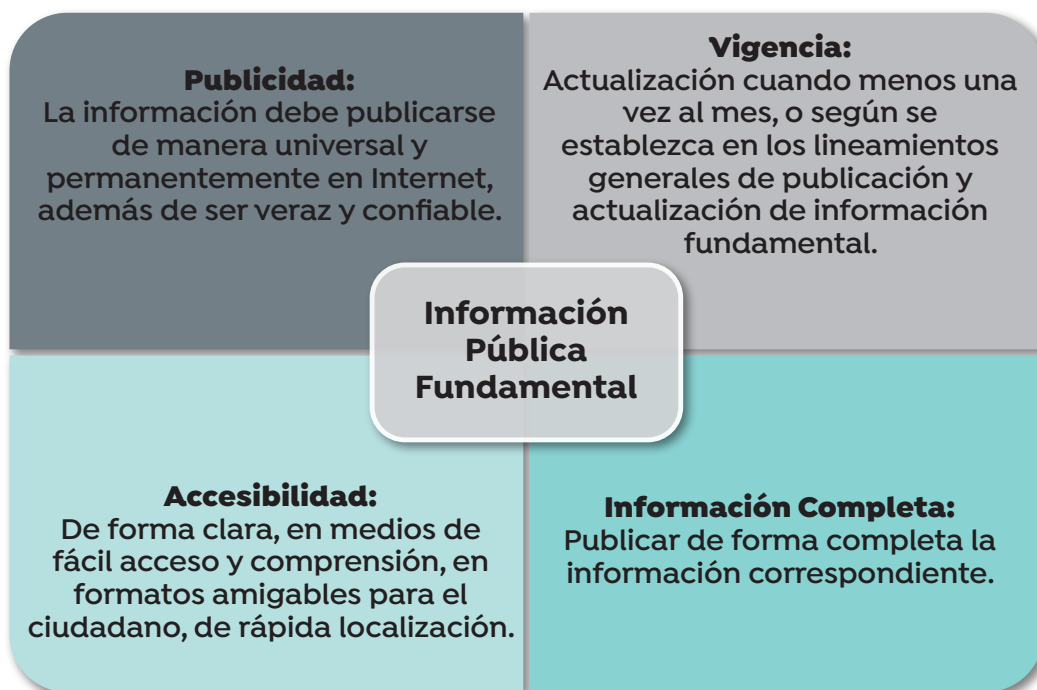 Publicidad:
La información debe publicarse
de manera universal y
permanentemente en Internet,
además de ser veraz y confiable.
Vigencia:
Actualización cuando menos una
vez al mes, o según se
establezca en los lineamientos
generales de publicación y
actualización de información
fundamental.
Información
Pública
Fundamental
Accesibilidad:
De forma clara, en medios de
fácil acceso y comprensión, en
formatos amigables para el
ciudadano, de rápida localización.
Información Completa:
Publicar de forma completa la
información correspondiente.